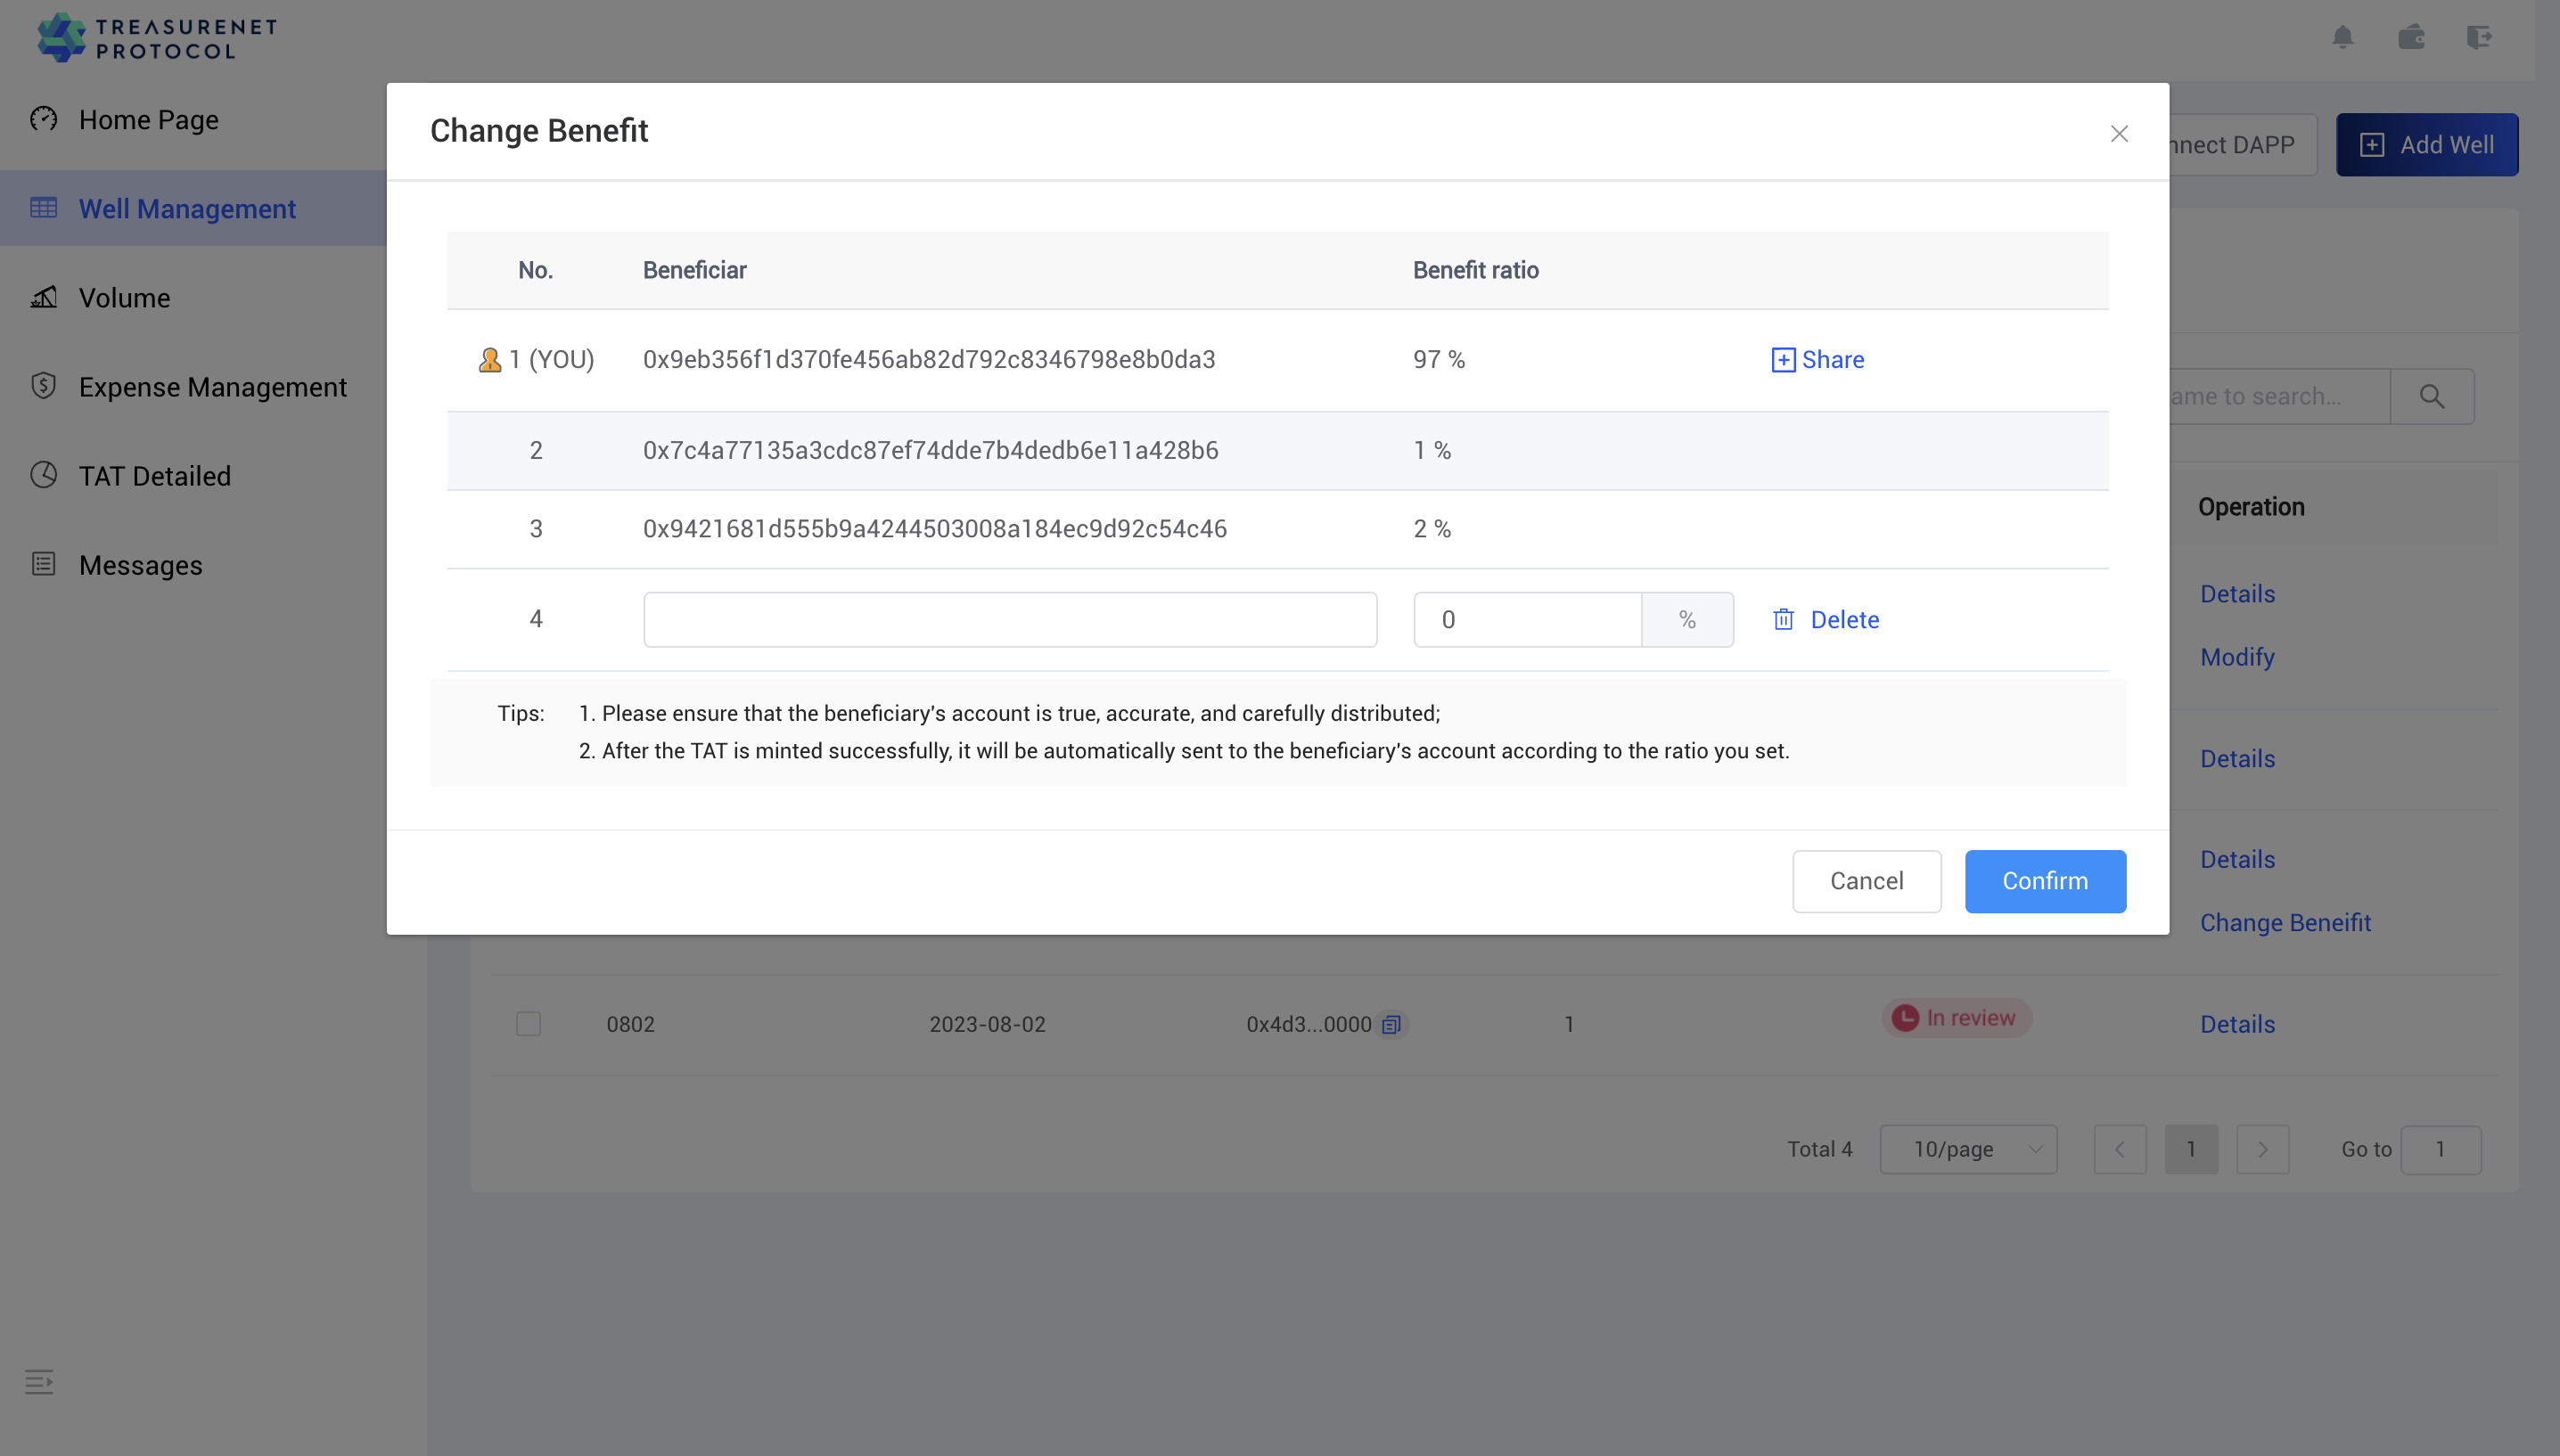 TREASURENET
PROTOCOL
Home Page
Well Management
Volume
Expense Management
TAT Detailed
Messages
nnect DAPP
Add Well
Change Benefit
No. Beneficiar Benefit ratio
1 (YOU) 0x9eb356f1d370fe456ab82d792c8346798e8b0da3 97 % Share
2 0x7c4a77135a3cdc87ef74dde7b4dedb6e11a428b6 1 %
3 0x9421681d555b9a4244503008a184ec9d92c54c46 2 %
4 0 % Delete
Tips: 1. Please ensure that the beneficiary's account is true, accurate, and carefully distributed;
2. After the TAT is minted successfully, it will be automatically sent to the beneficiary's account according to the ratio you set.
Cancel Confirm
ame to search...
Operation
Details
Modify
Details
Details
Change Beneifit
0802 2023-08-02 0x4d3...0000 1 In review Details
Total 4 10/page 1 Go to 1